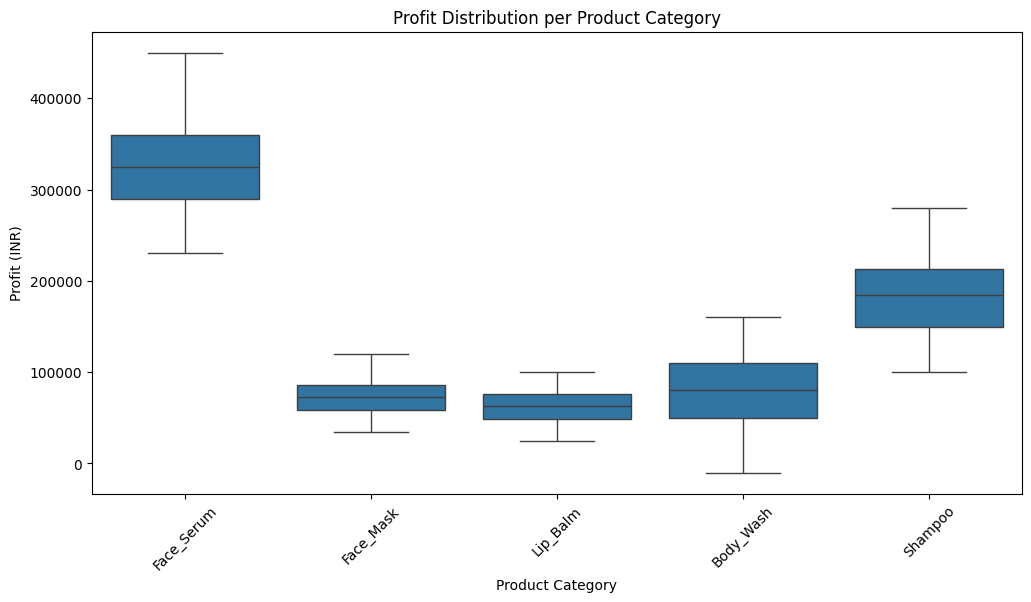 Profit Distribution per Product Category
Profit (INR)
400000
300000
200000
100000
0
Face_Serum
Face_Mask
Lip_Balm
Body_Wash
Shampoo
Product Category